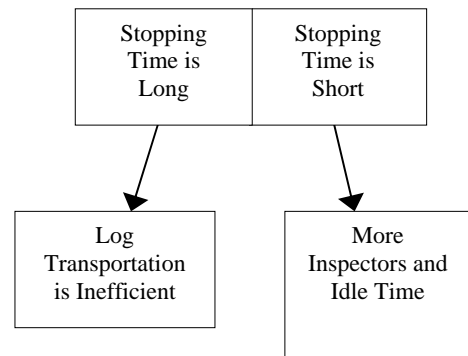 Stopping
Time is
Long
Stopping
Time is
Short
Log
Transportation
is Inefficient
More
Inspectors and
Idle Time